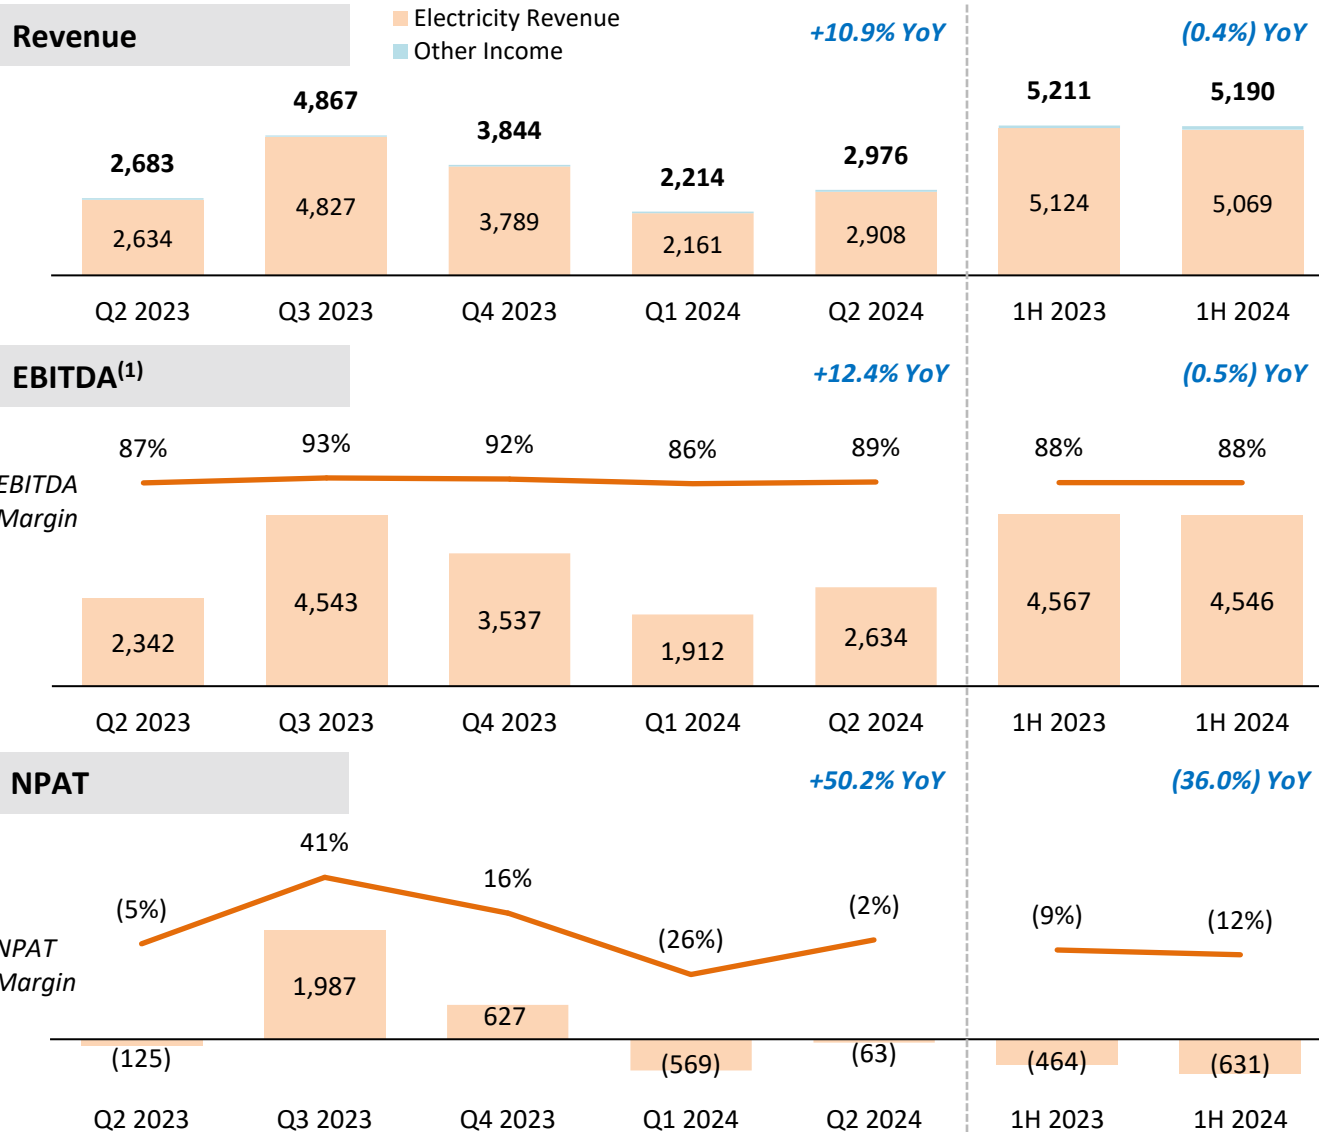 Revenue
Electricity Revenue
Other Income
+10.9% YoY
(0.4%) YoY
2,683
4,867
3,844
2,214
2,976
5,211
5,190
2,634
4,827
3,789
2,161
2,908
5,124
5,069
Q2 2023
Q3 2023
Q4 2023
Q1 2024
Q2 2024
1H 2023
1H 2024
EBITDA(1)
+12.4% YoY
(0.5%) YoY
EBITDA
Margin
87%
93%
92%
86%
89%
88%
88%
2,342
4,543
3,537
1,912
2,634
4,567
4,546
Q2 2023
Q3 2023
Q4 2023
Q1 2024
Q2 2024
1H 2023
1H 2024
NPAT
+50.2% YoY
(36.0%) YoY
NPAT
Margin
(5%)
41%
16%
(26%)
(2%)
(9%)
(12%)
(125)
1,987
627
(569)
(63)
(464)
(631)
Q2 2023
Q3 2023
Q4 2023
Q1 2024
Q2 2024
1H 2023
1H 2024